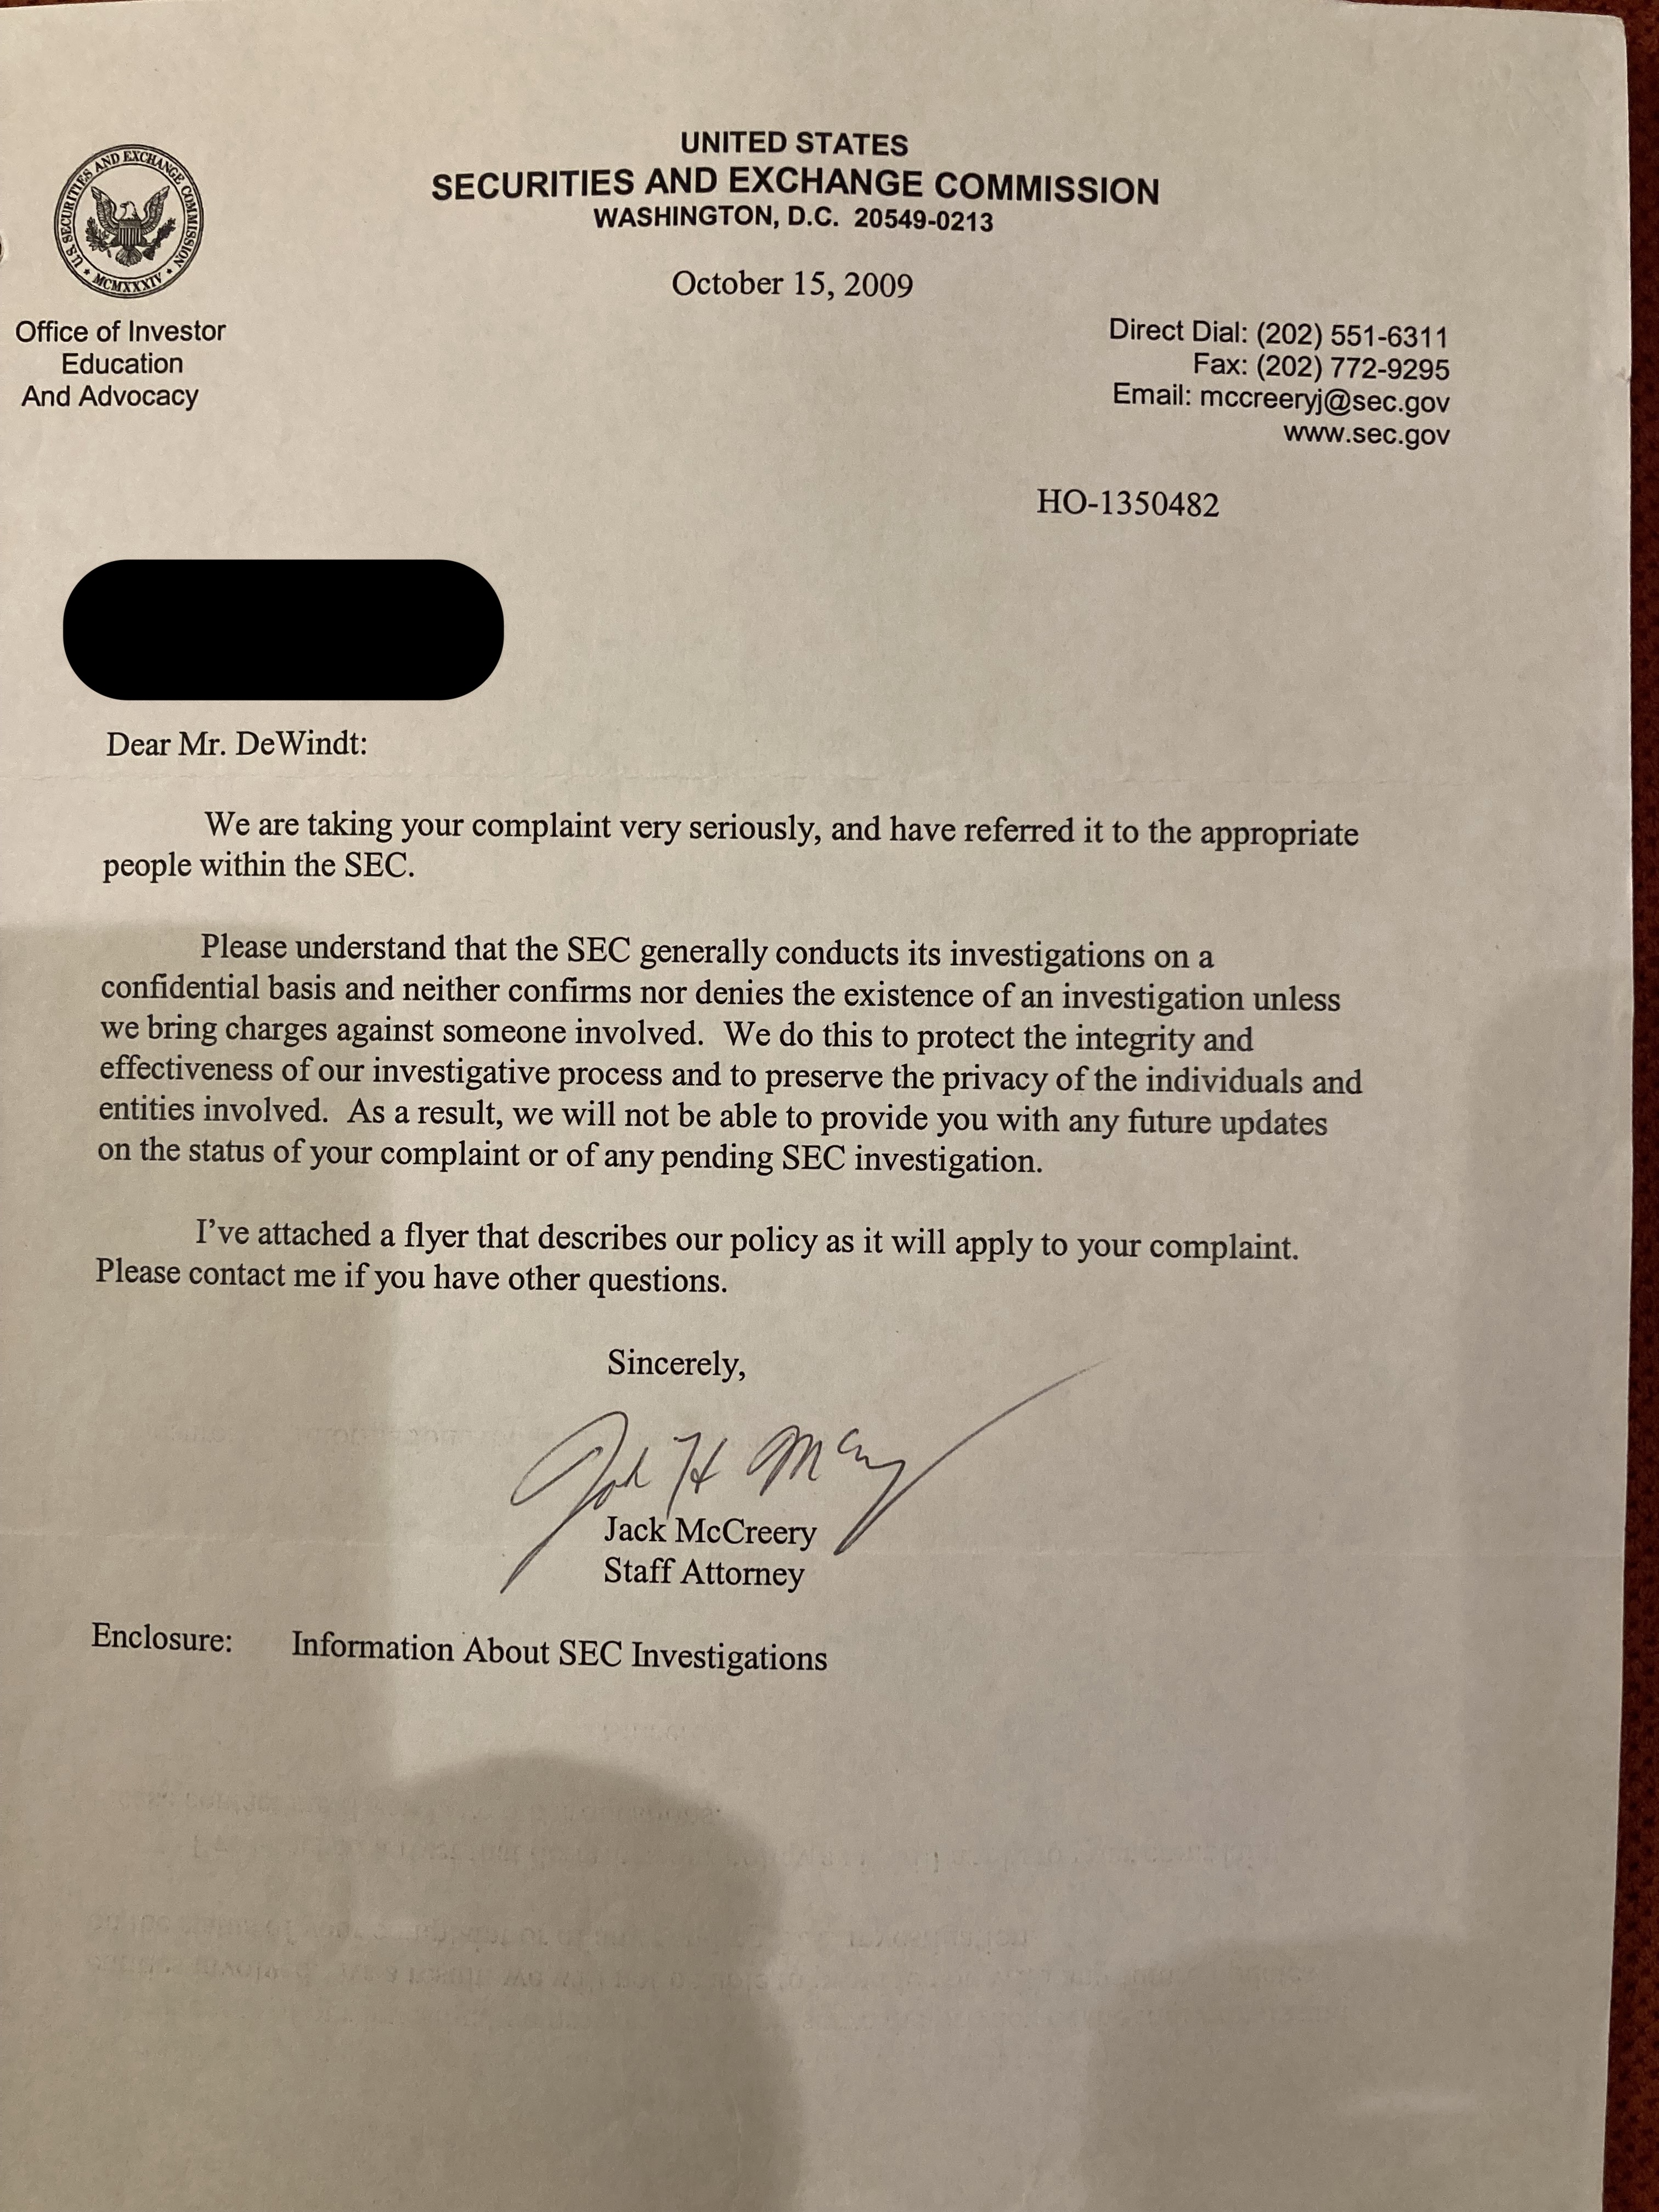 U.S. SECURITIES AND EXCHANGE COMMISSION
MCMXXXIV
UNITED STATES
SECURITIES AND EXCHANGE COMMISSION
WASHINGTON, D.C. 20549-0213
October 15, 2009
Office of Investor
Education
And Advocacy
Direct Dial: (202) 551-6311
Fax: (202) 772-9295
Email: mccreeryj@sec.gov
www.sec.gov
HO-1350482
Dear Mr. DeWindt:
We are taking your complaint very seriously, and have referred it to the appropriate
people within the SEC.
Please understand that the SEC generally conducts its investigations on a
confidential basis and neither confirms nor denies the existence of an investigation unless
we bring charges against someone involved. We do this to protect the integrity and
effectiveness of our investigative process and to preserve the privacy of the individuals and
entities involved. As a result, we will not be able to provide you with any future updates
on the status of your complaint or of any pending SEC investigation.
I've attached a flyer that describes our policy as it will apply to your complaint.
Please contact me if you have other questions.
Sincerely,
Jack McCreery
Staff Attorney
Enclosure: Information About SEC Investigations